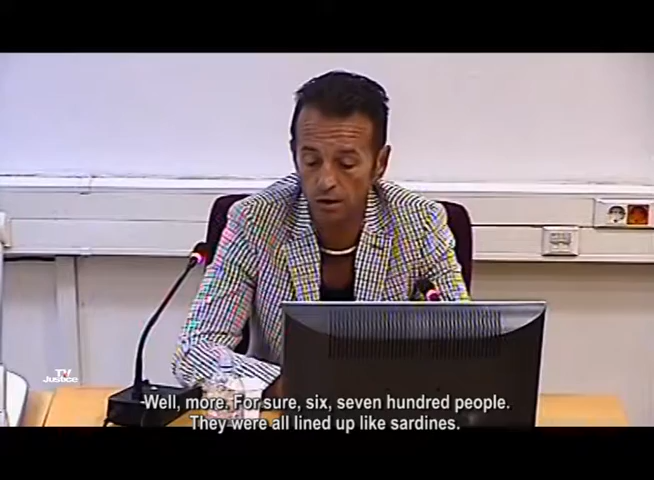 TV
Justice
Well, more. For sure, six, seven hundred people.
They were all lined up like sardines.